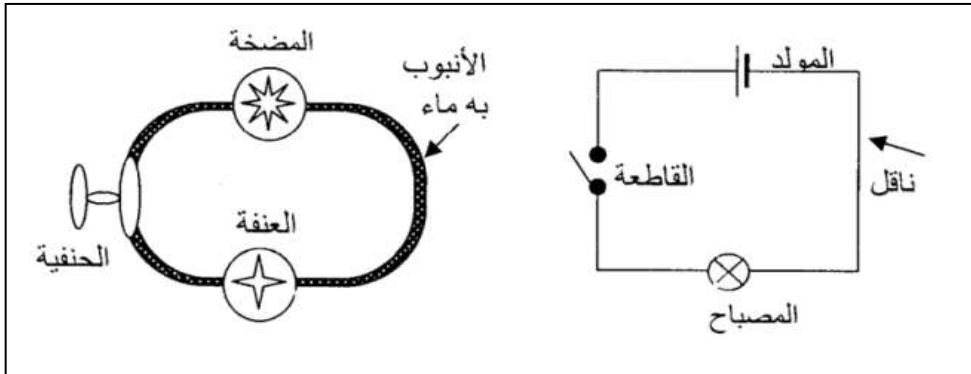 المضخة
الأنبوب
به ماء
العنفة
الحنفية
المولد
القاطعة
ناقل
المصباح